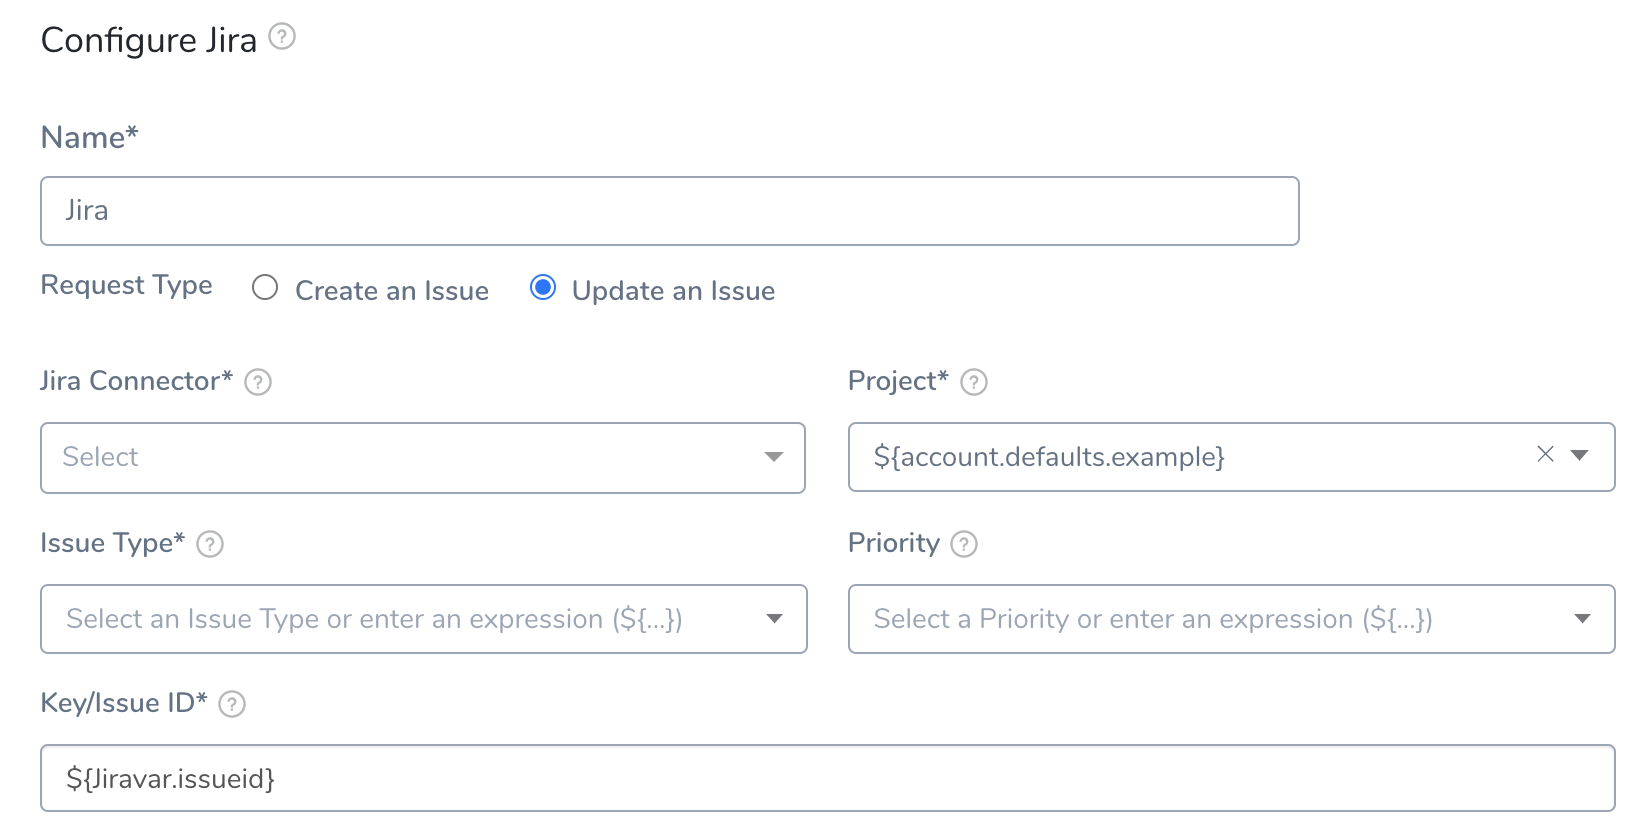 Configure Jira ?
Name*
Jira
Request Type Create an Issue Update an Issue
Jira Connector* ? Project* ?
Select ${account.defaults.example}
Issue Type* ? Priority ?
Select an Issue Type or enter an expression (${...}) Select a Priority or enter an expression (${...})
Key/Issue ID* ?
${Jiravar.issueid}